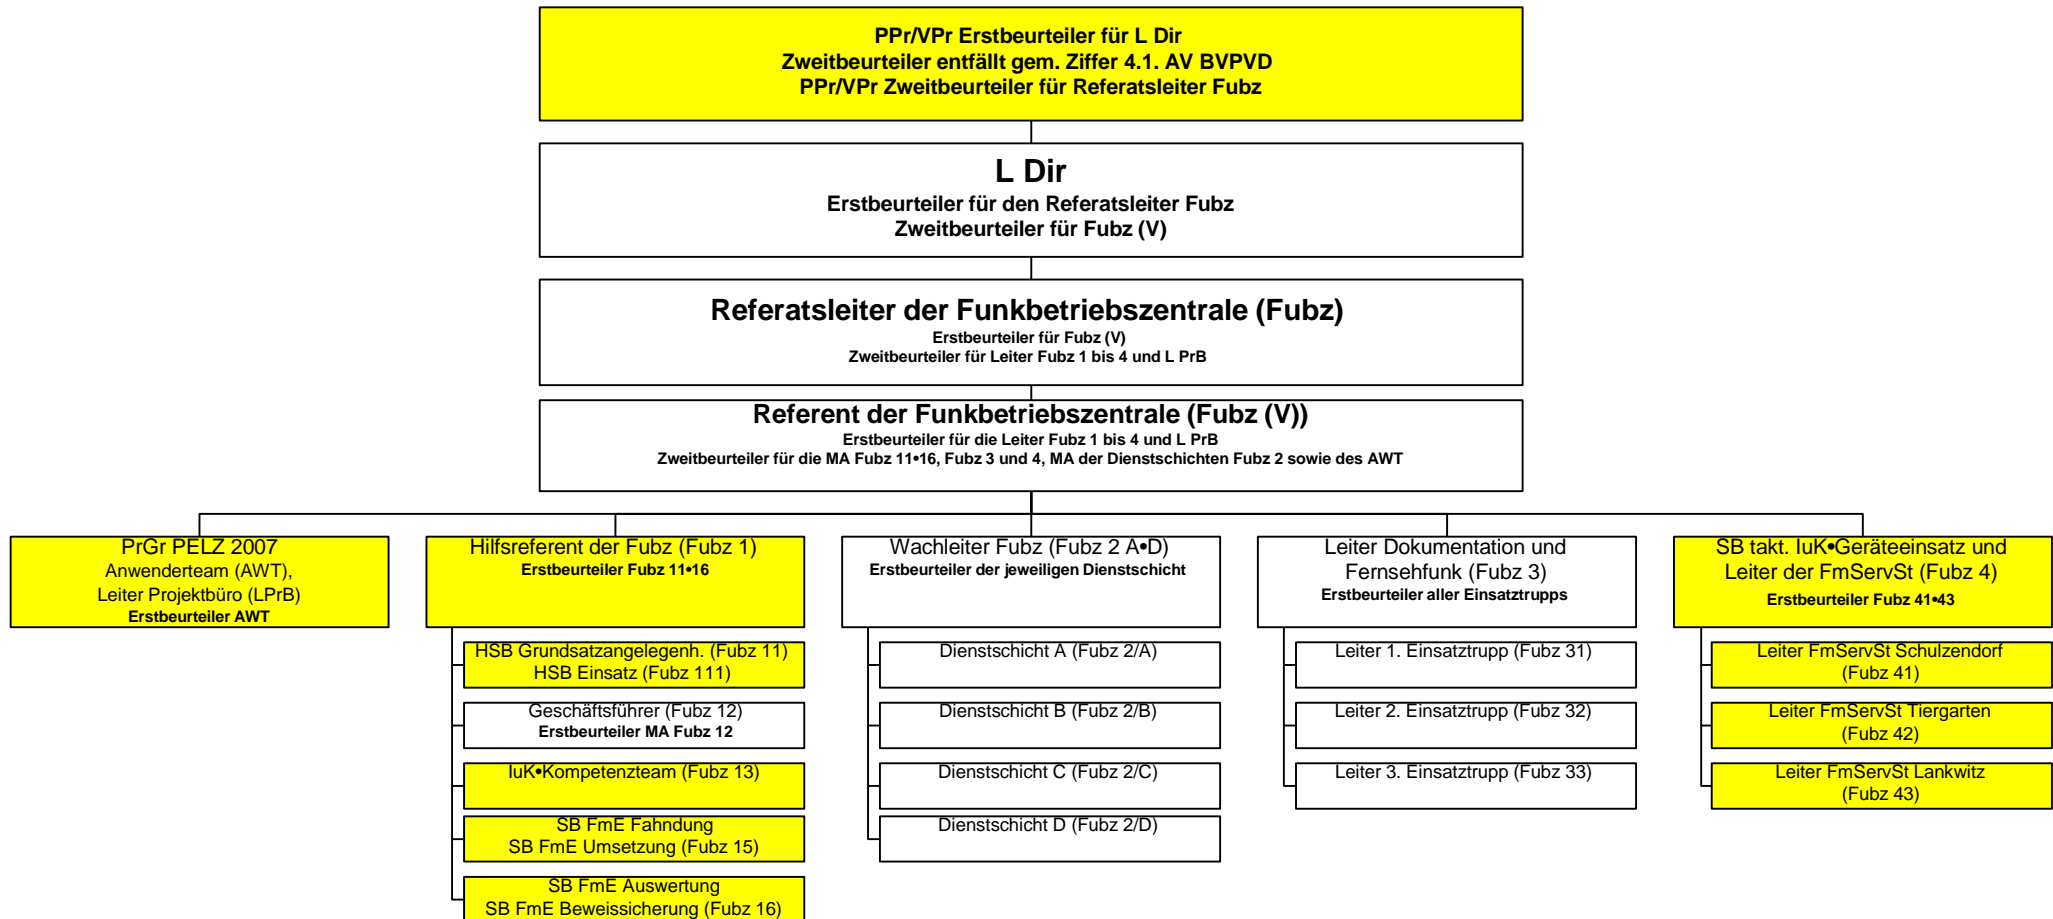 PPr/VPr Erstbeurteiler für L Dir
Zweitbeurteiler entfällt gem. Ziffer 4.1. AV BVPVD
PPr/VPr Zweitbeurteiler für Referatsleiter Fubz
L Dir
Erstbeurteiler für den Referatsleiter Fubz
Zweitbeurteiler für Fubz (V)
Referatsleiter der Funkbetriebszentrale (Fubz)
Erstbeurteiler für Fubz (V)
Zweitbeurteiler für Leiter Fubz 1 bis 4 und L PrB
Referent der Funkbetriebszentrale (Fubz (V))
Erstbeurteiler für die Leiter Fubz 1 bis 4 und L PrB
Zweitbeurteiler für die MA Fubz 11•16, Fubz 3 und 4, MA der Dienstschichten Fubz 2 sowie des AWT
PrGr PELZ 2007
Anwenderteam (AWT),
Leiter Projektbüro (LPrB)
Erstbeurteiler AWT
Hilfsreferent der Fubz (Fubz 1)
Erstbeurteiler Fubz 11•16
HSB Grundsatzangelegenh. (Fubz 11)
HSB Einsatz (Fubz 111)
Geschäftsführer (Fubz 12)
Erstbeurteiler MA Fubz 12
IuK•Kompetenzteam (Fubz 13)
SB FmE Fahndung
SB FmE Umsetzung (Fubz 15)
SB FmE Auswertung
SB FmE Beweissicherung (Fubz 16)
Wachleiter Fubz (Fubz 2 A•D)
Erstbeurteiler der jeweiligen Dienstschicht
Dienstschicht A (Fubz 2/A)
Dienstschicht B (Fubz 2/B)
Dienstschicht C (Fubz 2/C)
Dienstschicht D (Fubz 2/D)
Leiter Dokumentation und
Fernsehfunk (Fubz 3)
Erstbeurteiler aller Einsatztrupps
Leiter 1. Einsatztrupp (Fubz 31)
Leiter 2. Einsatztrupp (Fubz 32)
Leiter 3. Einsatztrupp (Fubz 33)
SB takt. IuK•Geräteeinsatz und
Leiter der FmServSt (Fubz 4)
Erstbeurteiler Fubz 41•43
Leiter FmServSt Schulzendorf
(Fubz 41)
Leiter FmServSt Tiergarten
(Fubz 42)
Leiter FmServSt Lankwitz
(Fubz 43)